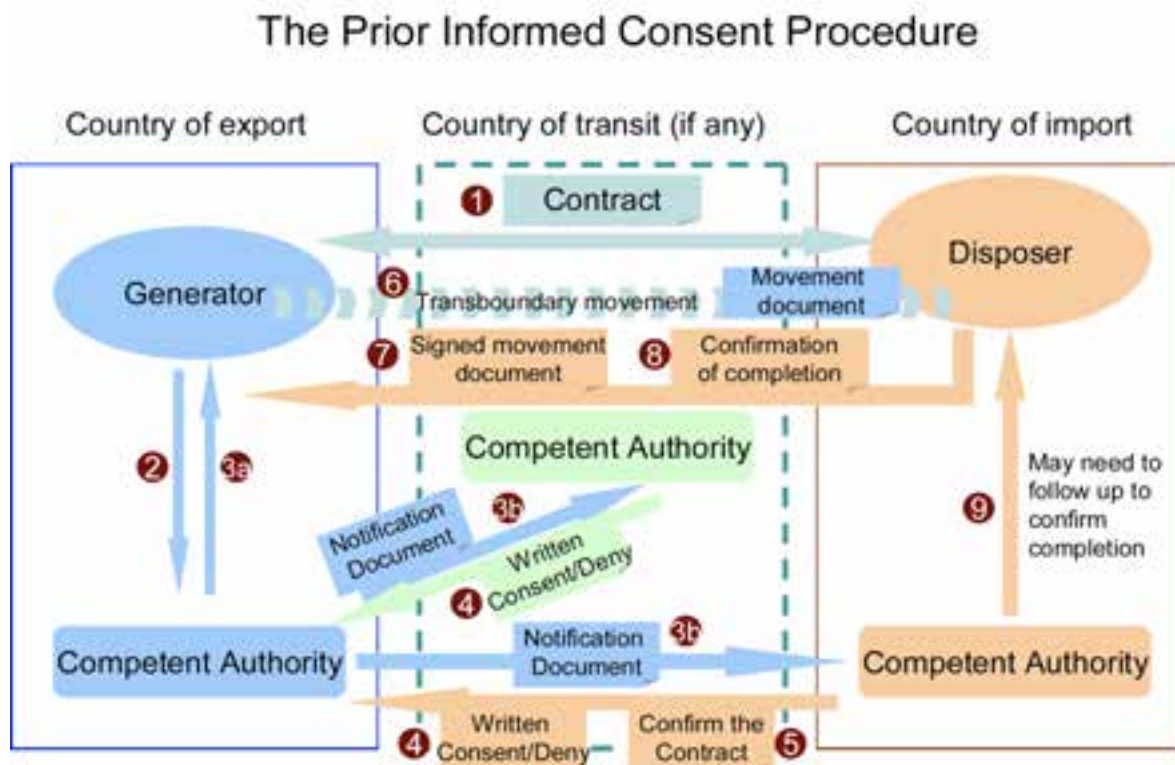 The Prior Informed Consent Procedure
Country of export
Country of transit (if any)
Country of import
1
Contract
Generator
Disposer
6
Transboundary movement
Movement
document
7
Signed movement
document
8
Confirmation
of completion
2
3a
Competent Authority
3b
Notification
Document
Written
Consent/Deny
4
9
May need to
follow up to
confirm
completion
Competent Authority
Notification
Document
3b
Competent Authority
4
Written
Consent/Deny
Confirm the
Contract
5